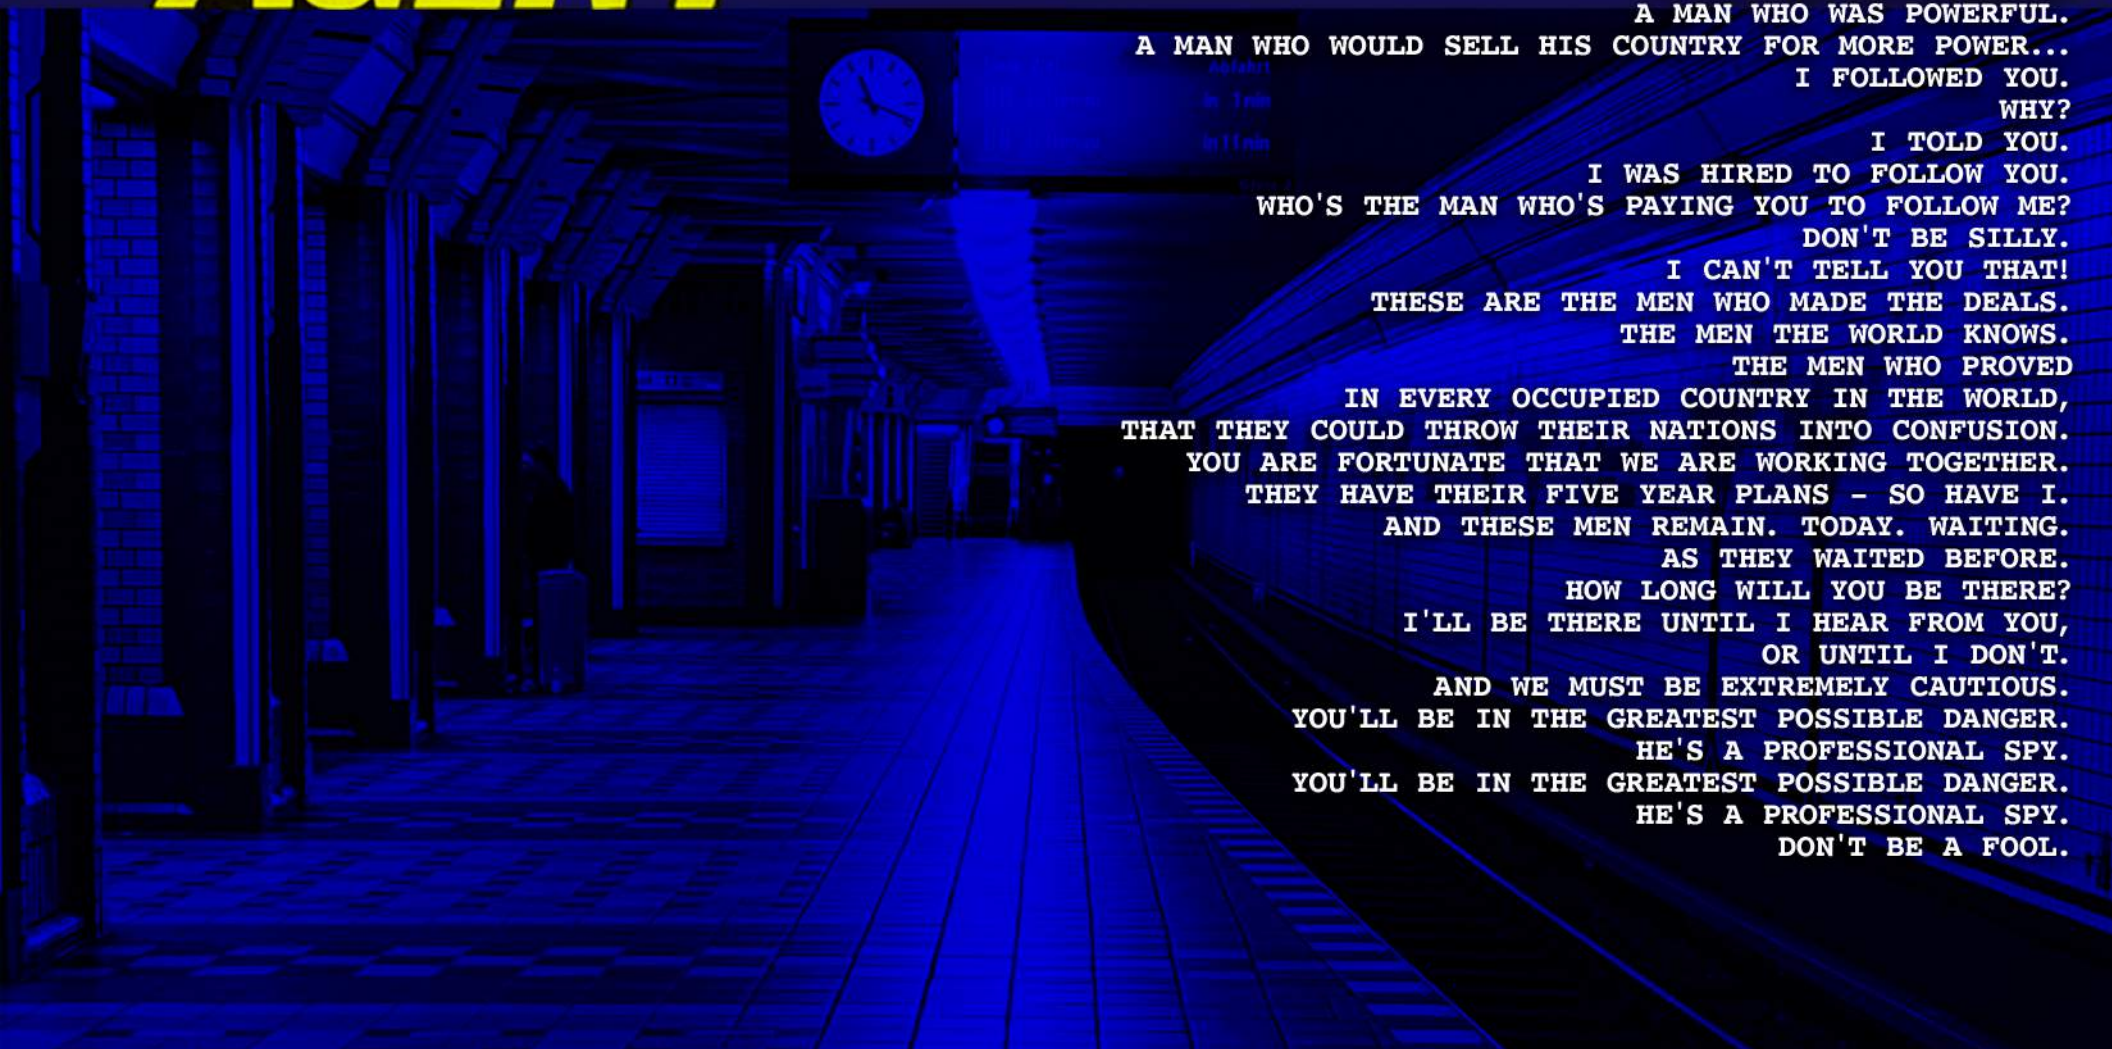 A MAN WHO WAS POWERFUL.
A MAN WHO WOULD SELL HIS COUNTRY FOR MORE POWER...
I FOLLOWED YOU.
WHY?
I TOLD YOU.
I WAS HIRED TO FOLLOW YOU.
WHO'S THE MAN WHO'S PAYING YOU TO FOLLOW ME?
DON'T BE SILLY.
I CAN'T TELL YOU THAT!
THESE ARE THE MEN WHO MADE THE DEALS.
THE MEN THE WORLD KNOWS.
THE MEN WHO PROVED
IN EVERY OCCUPIED COUNTRY IN THE WORLD,
THAT THEY COULD THROW THEIR NATIONS INTO CONFUSION.
YOU ARE FORTUNATE THAT WE ARE WORKING TOGETHER.
THEY HAVE THEIR FIVE YEAR PLANS – SO HAVE I.
AND THESE MEN REMAIN. TODAY. WAITING.
AS THEY WAITED BEFORE.
HOW LONG WILL YOU BE THERE?
I'LL BE THERE UNTIL I HEAR FROM YOU,
OR UNTIL I DON'T.
AND WE MUST BE EXTREMELY CAUTIOUS.
YOU'LL BE IN THE GREATEST POSSIBLE DANGER.
HE'S A PROFESSIONAL SPY.
YOU'LL BE IN THE GREATEST POSSIBLE DANGER.
HE'S A PROFESSIONAL SPY.
DON'T BE A FOOL.
Abfahrt
in 1min
in11min